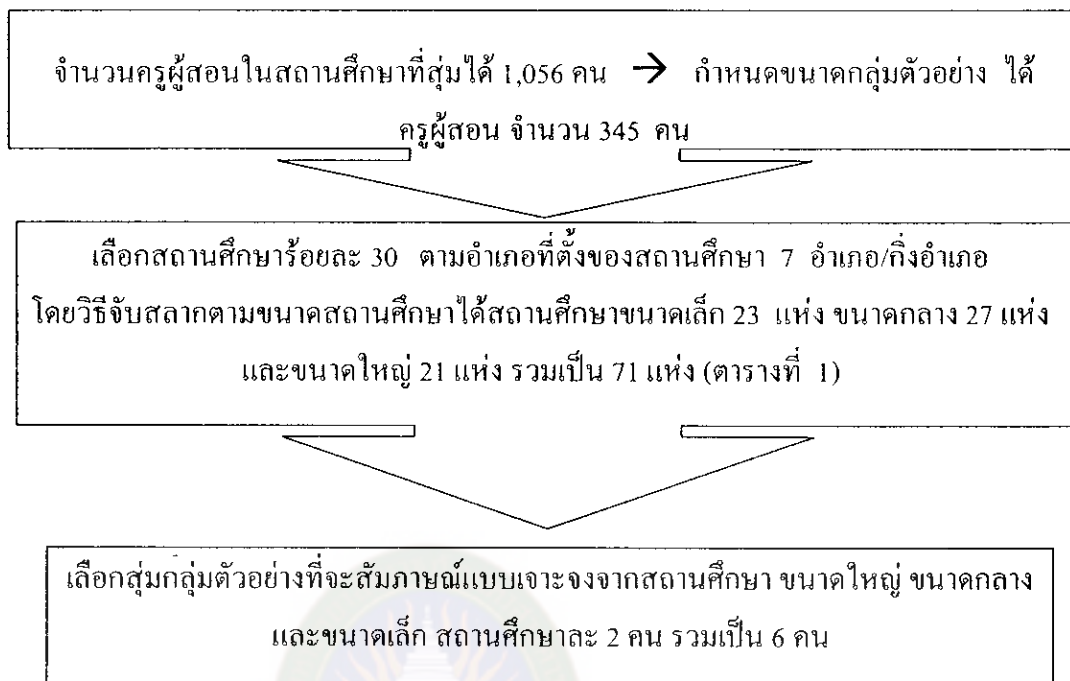 จำนวนครูผู้สอนในสถานศึกษาที่สุ่มได้ 1,056 คน → กำหนดขนาดกลุ่มตัวอย่าง ได้
ครูผู้สอน จำนวน 345 คน
เลือกสถานศึกษาร้อยละ 30 ตามอำเภอที่ตั้งของสถานศึกษา 7 อำเภอ/กิ่งอำเภอ
โดยวิธีจับสลากตามขนาดสถานศึกษาได้สถานศึกษาขนาดเล็ก 23 แห่ง ขนาดกลาง 27 แห่ง
และขนาดใหญ่ 21 แห่ง รวมเป็น 71 แห่ง (ตารางที่ 1)
เลือกสุ่มกลุ่มตัวอย่างที่จะสัมภาษณ์แบบเจาะจงจากสถานศึกษา ขนาดใหญ่ ขนาดกลาง
และขนาดเล็ก สถานศึกษาละ 2 คน รวมเป็น 6 คน